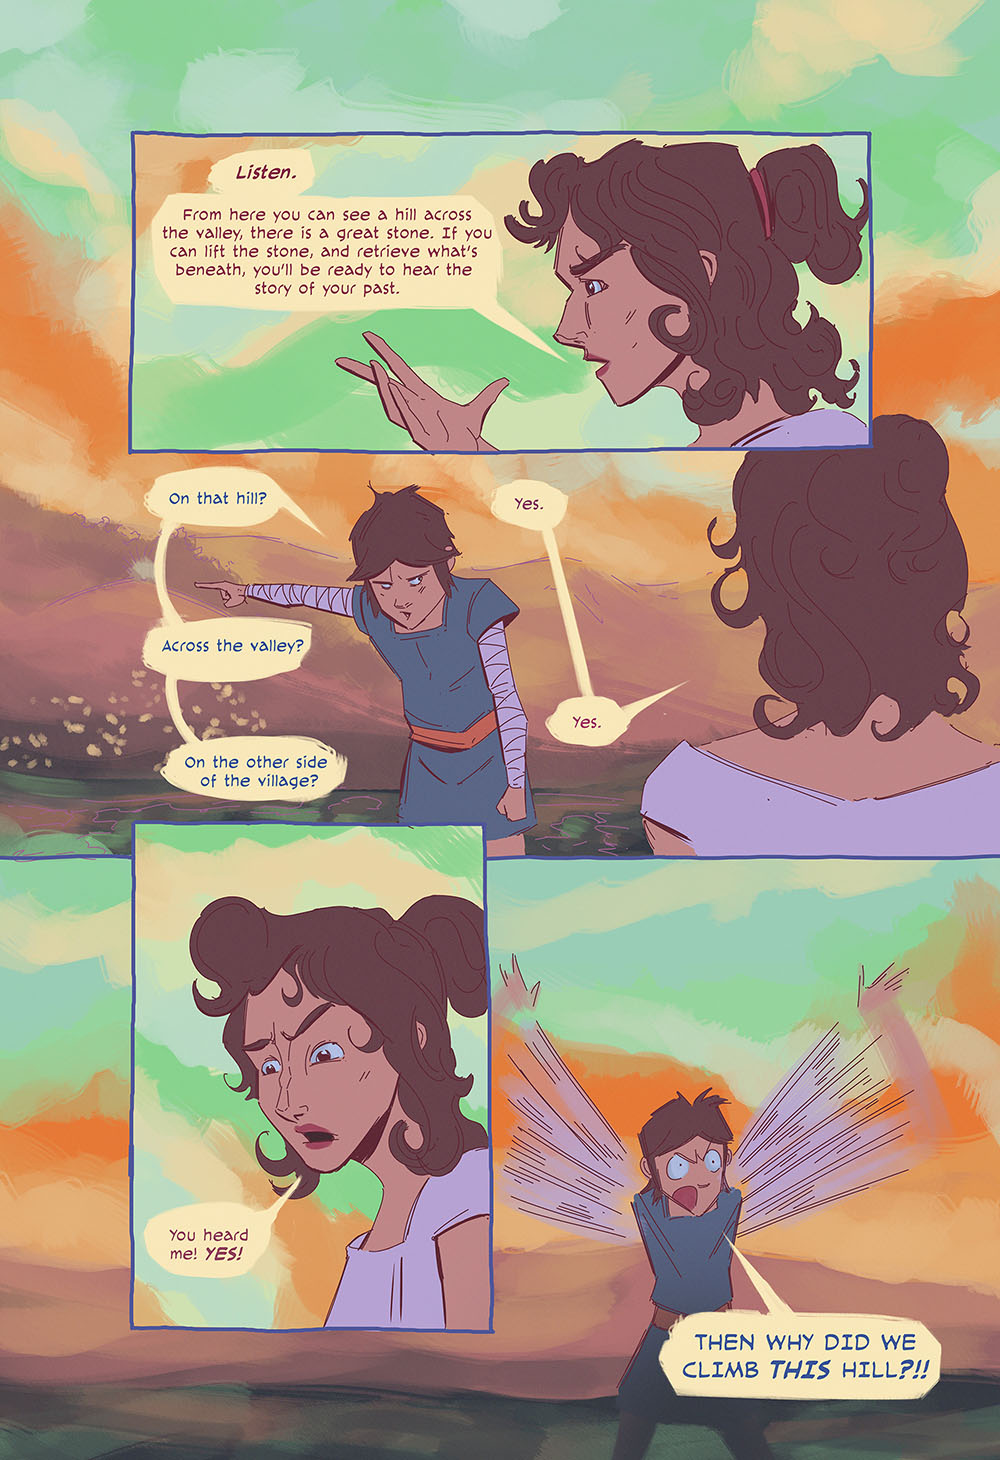 Listen.
From here you can see a hill across
the valley, there is a great stone. If you
can lift the stone, and retrieve what's
beneath, you'll be ready to hear the
story of your past.
On that hill?
Yes.
Across the valley?
Yes.
On the other side
of the village?
You heard
me! YES!
THEN WHY DID WE
CLIMB THIS HILL?!!